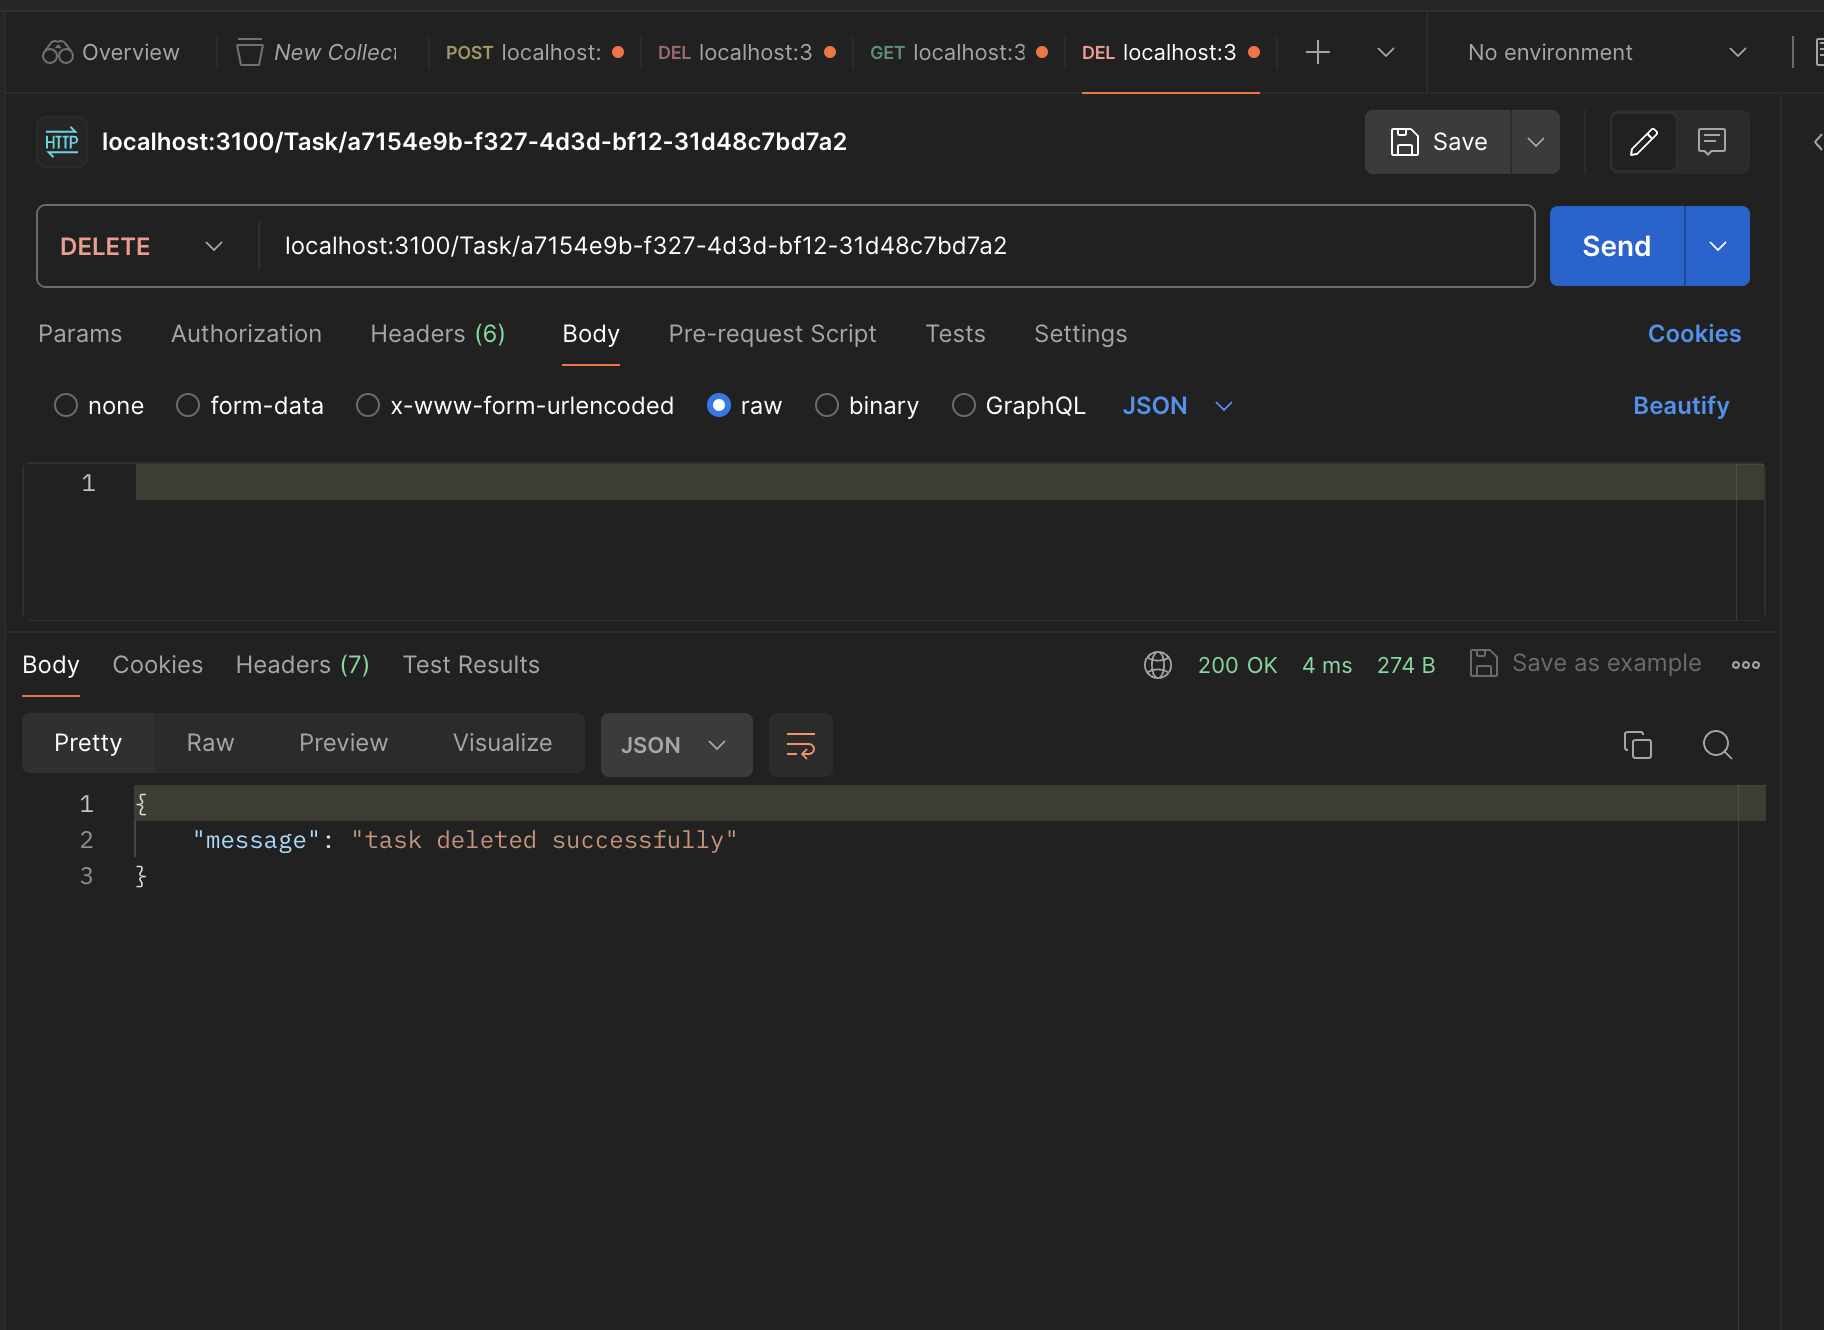 Overview
New Collect
POST localhost:
DEL localhost:3
GET localhost:3
DEL localhost:3
No environment
HTTP
localhost:3100/Task/a7154e9b-f327-4d3d-bf12-31d48c7bd7a2
Save
DELETE
localhost:3100/Task/a7154e9b-f327-4d3d-bf12-31d48c7bd7a2
Send
Params Authorization Headers (6) Body Pre-request Script Tests Settings
Cookies
none form-data x-www-form-urlencoded raw binary GraphQL JSON
Beautify
1
Body Cookies Headers (7) Test Results
200 OK 4 ms 274 B Save as example
Pretty Raw Preview Visualize JSON
1 {
2 "message": "task deleted successfully"
3 }